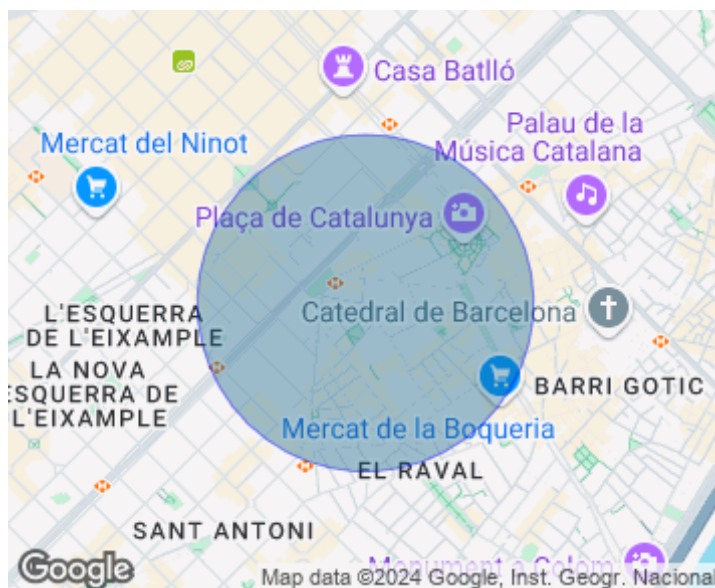 Casa Batlló
Palau de la
Música Catalana
Mercat del Ninot
Plaça de Catalunya
L'ESQUERRA
DE L'EIXAMPLE
Catedral de Barcelona
LA NOVA
ESQUERRA DE
L'EIXAMPLE
BARRI GOTIC
Mercat de la Boqueria
EL RAVAL
SANT ANTONI
Monument a Colom
Google
Map data ©2024 Google, Inst. Geogr. Nacional